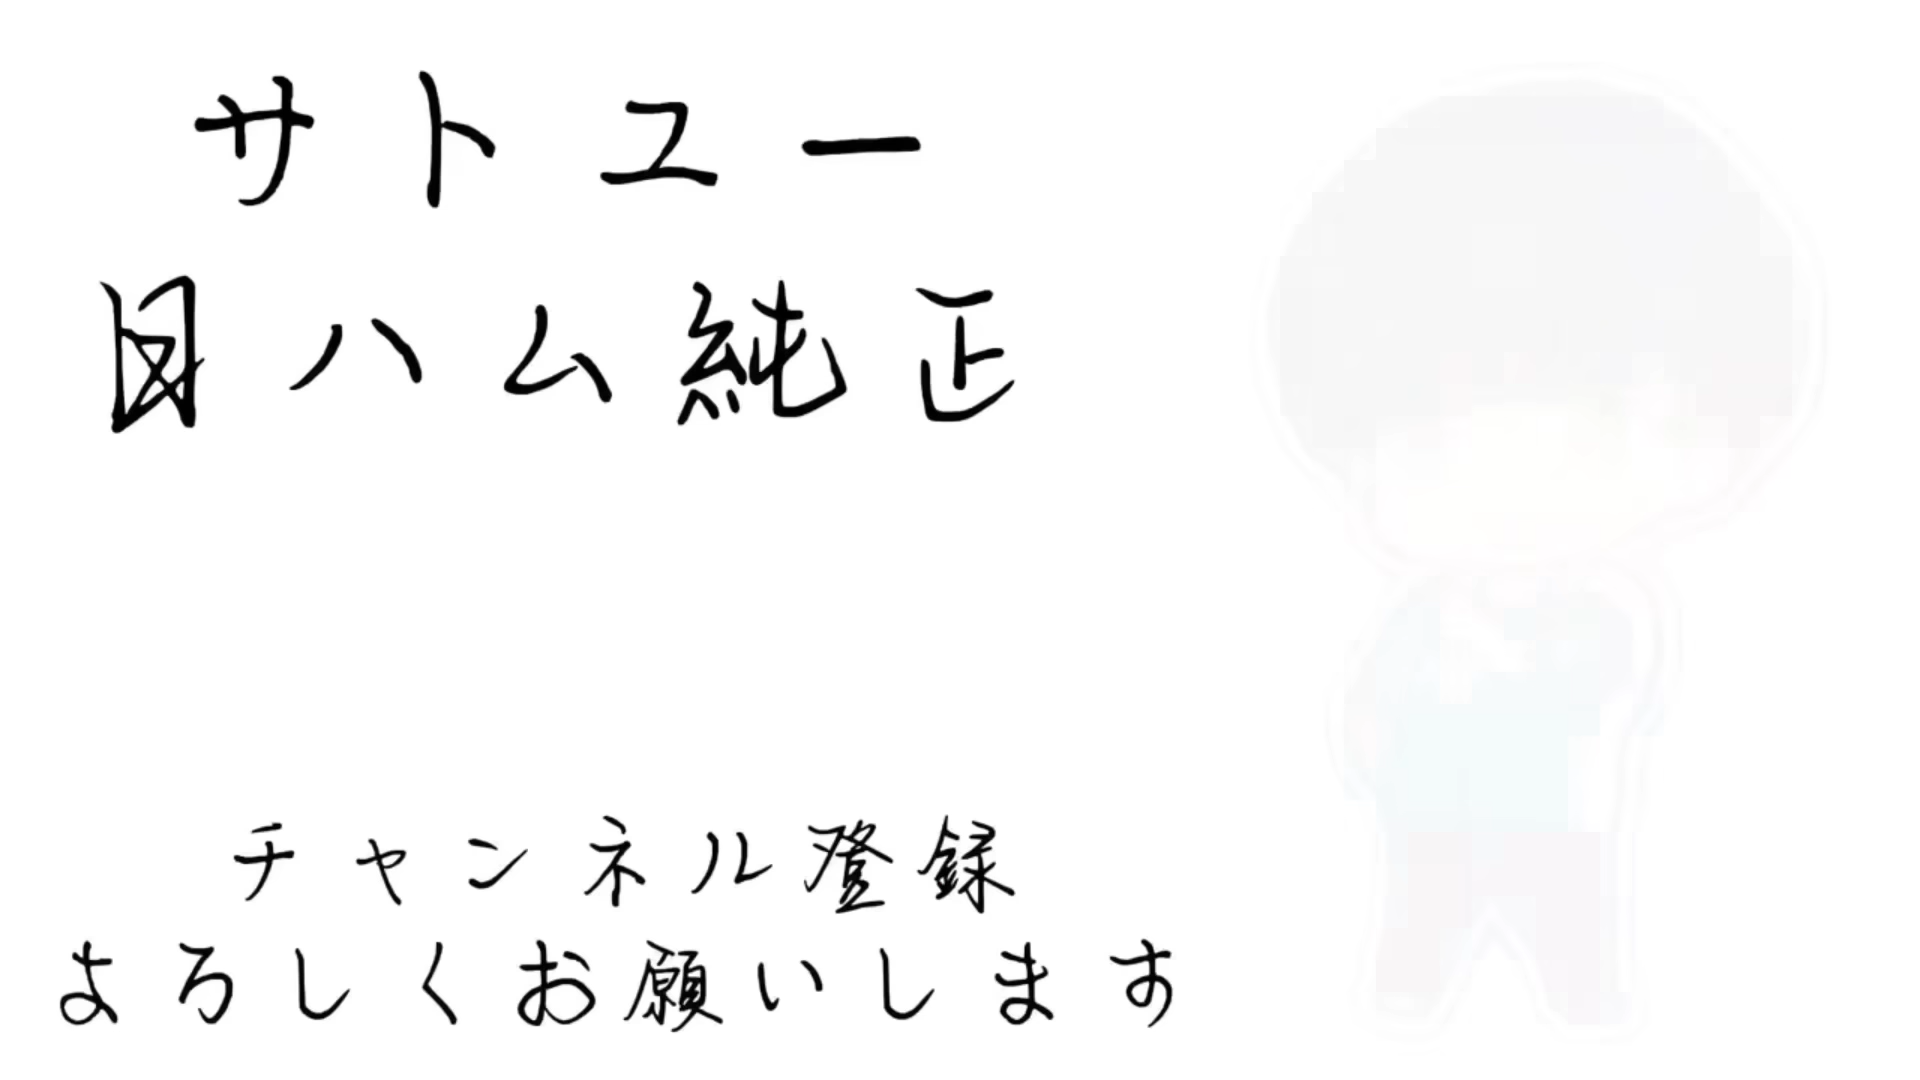 サトユー
日ハム純正
チャンネル登録
よろしくお願いします